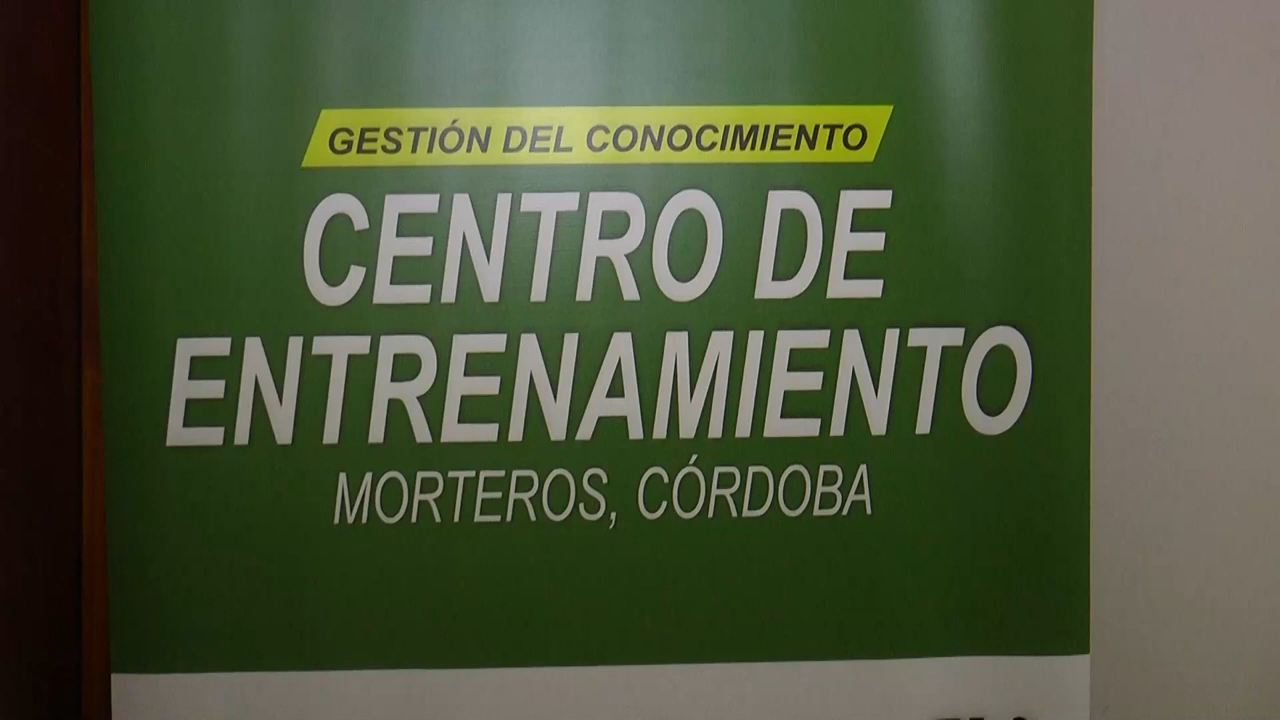 GESTIÓN DEL CONOCIMIENTO
CENTRO DE
ENTRENAMIENTO
MORTEROS, CÓRDOBA